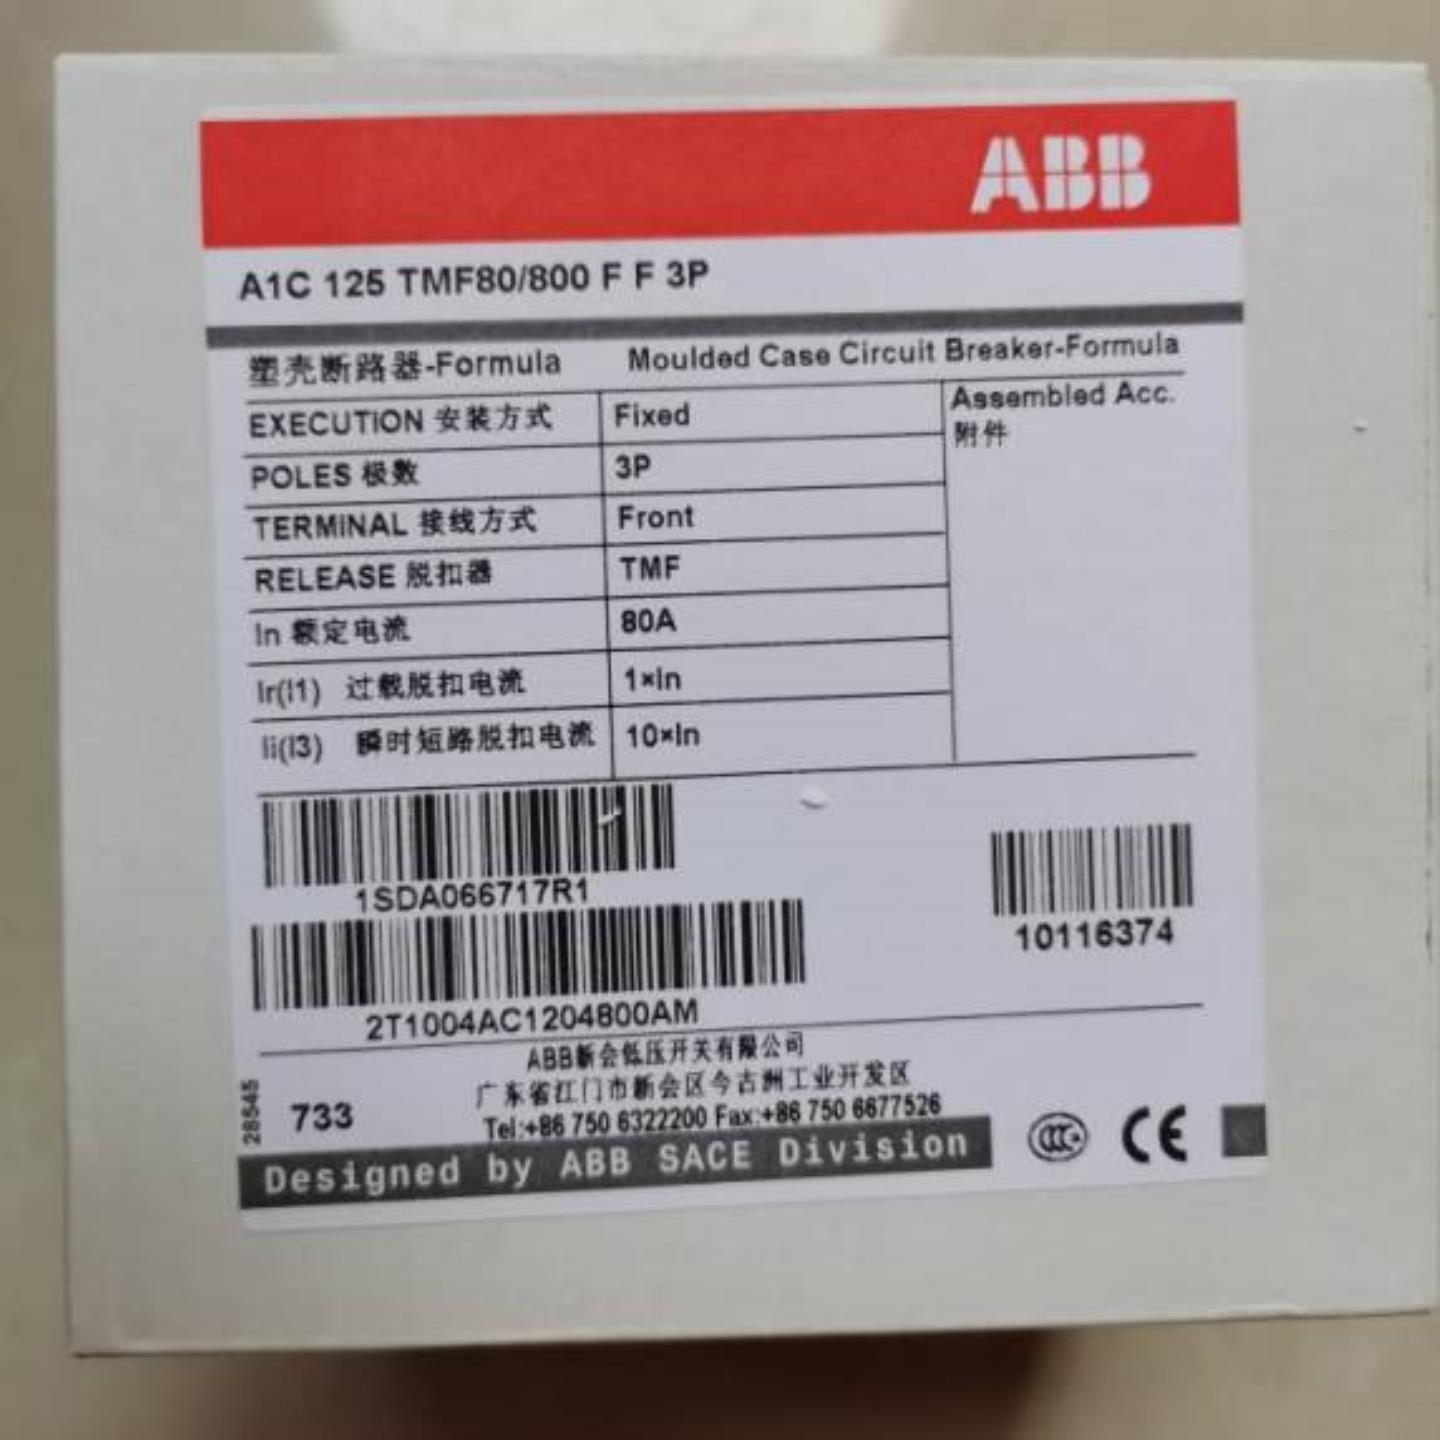 ABB
A1C 125 TMF80/800 F F 3P
塑壳断路器-Formula Moulded Case Circuit Breaker-Formula
EXECUTION 安装方式 Fixed Assembled Acc.
附件
POLES 极数 3P
TERMINAL 接线方式 Front
RELEASE 脱扣器 TMF
In 额定电流 80A
Ir(I1) 过载脱扣电流 1×In
Ii(I3) 瞬时短路脱扣电流 10×In
1SDA066717R1
10116374
2T1004AC1204800AM
ABB新会低压开关有限公司
广东省江门市新会区今古洲工业开发区
Tel:+86 750 6322200 Fax:+86 750 6677526
28545
733
Designed by ABB SACE Division
CCC
CE